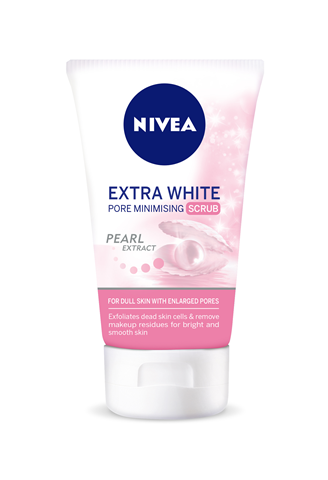 NIVEA
EXTRA WHITE
PORE MINIMISING SCRUB
PEARL
EXTRACT
FOR DULL SKIN WITH ENLARGED PORES
Exfoliates dead skin cells & remove
makeup residues for bright and
smooth skin